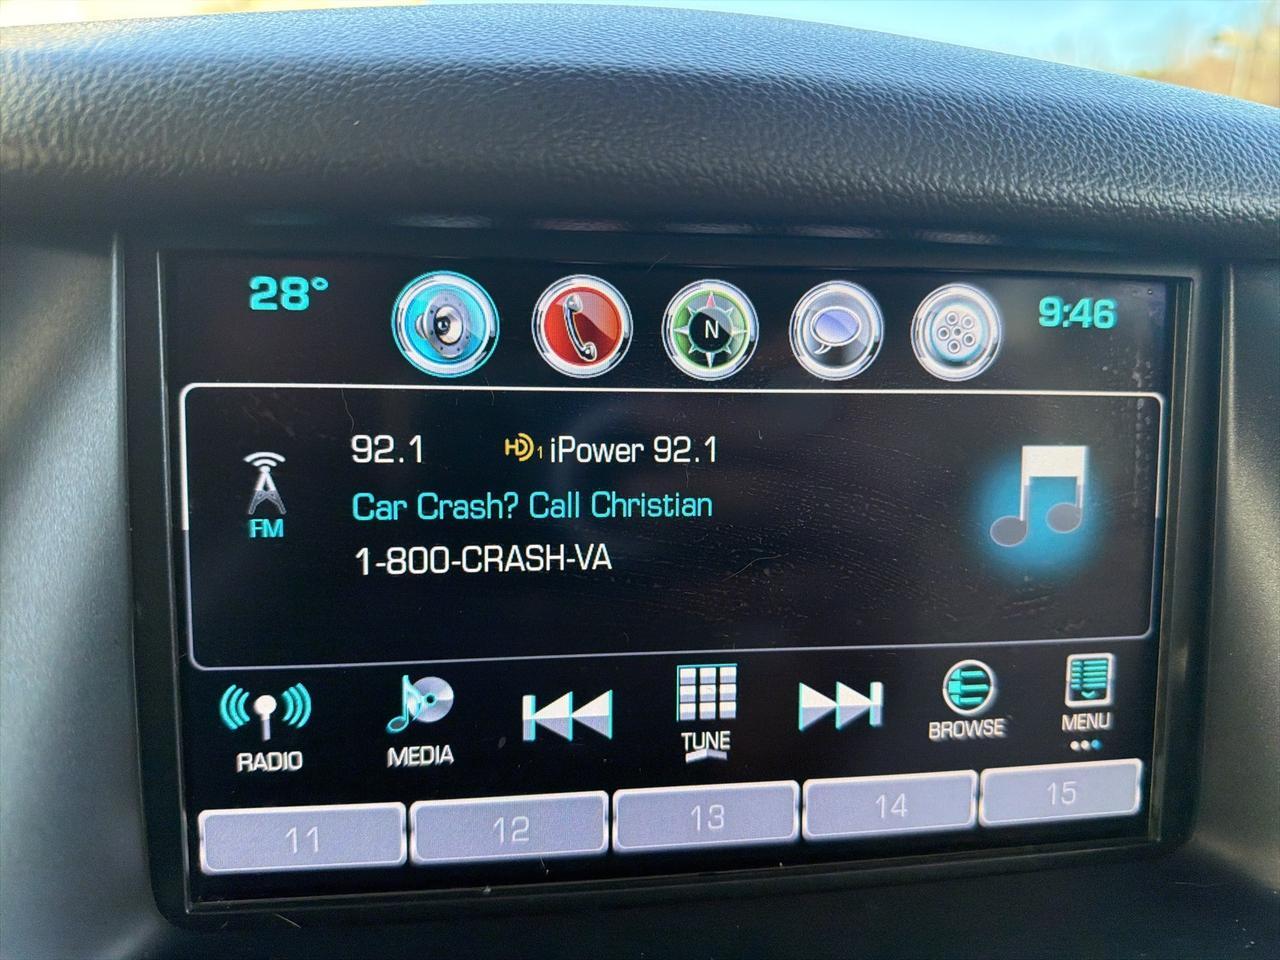 28°
N
9:46
92.1 HD1 iPower 92.1
FM
Car Crash? Call Christian
1-800-CRASH-VA
RADIO
MEDIA
TUNE
BROWSE
MENU
11 12 13 14 15